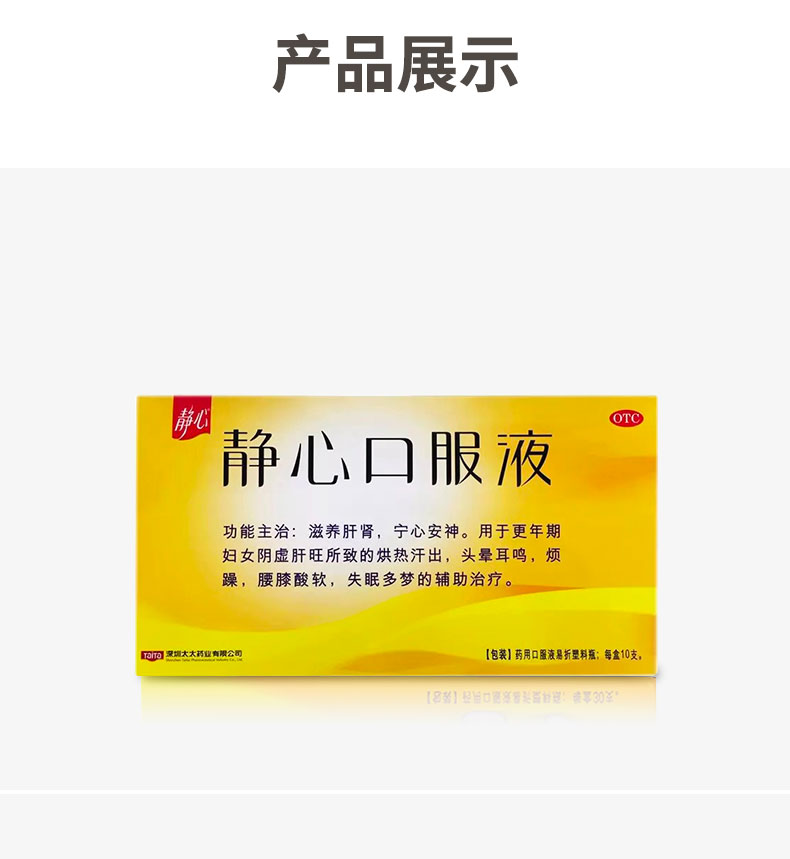 产品展示
静心
OTC
静心口服液
功能主治：滋养肝肾，宁心安神。用于更年期
妇女阴虚肝旺所致的烘热汗出，头晕耳鸣，烦
躁，腰膝酸软，失眠多梦的辅助治疗。
TaiTa 深圳太太药业有限公司
Shenzhen Taitai Pharmaceutical Industry Co., Ltd.
【包装】药用口服液易折塑料瓶；每盒10支。